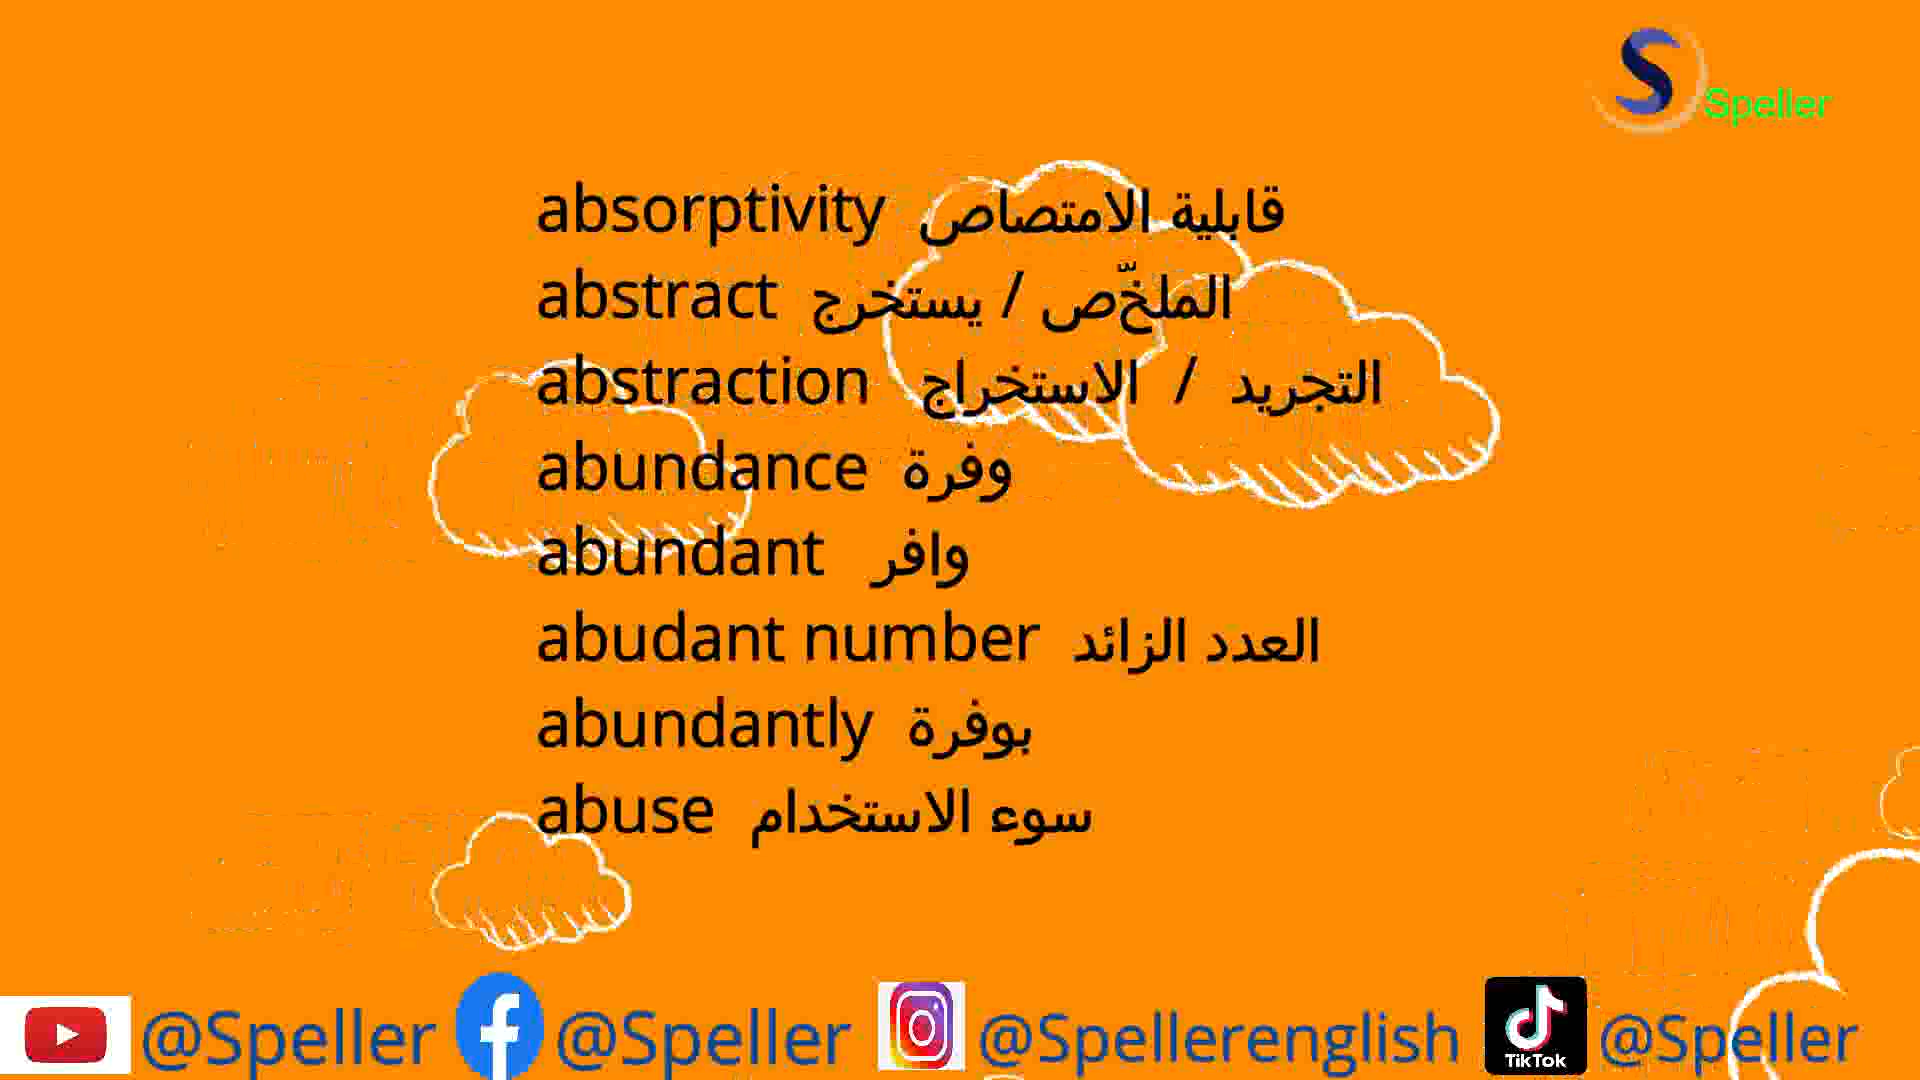 Speller
absorptivity قابلية الامتصاص
abstract الملخّص / يستخرج
abstraction التجريد / الاستخراج
abundance وفرة
abundant وافر
abudant number العدد الزائد
abundantly بوفرة
abuse سوء الاستخدام
@Speller @Speller @Spellerenglish TikTok @Speller